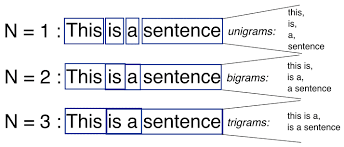 N = 1 : This is a sentence
unigrams:
this,
is,
a,
sentence
N = 2 : This is a sentence
bigrams:
this is,
is a,
a sentence
N = 3 : This is a sentence
trigrams:
this is a,
is a sentence